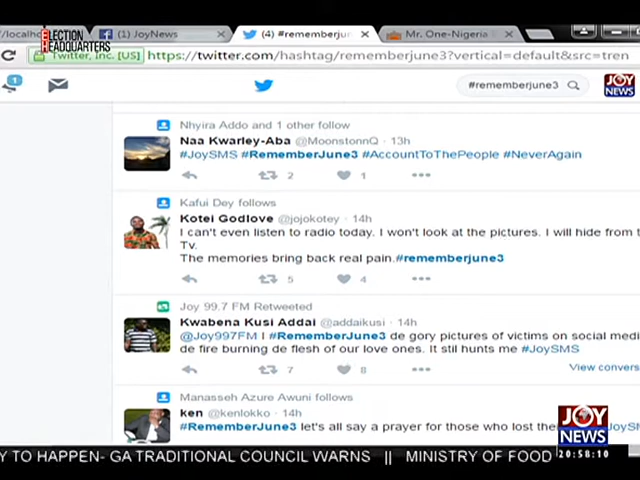 ELECTION
HEADQUARTERS
(1) JoyNews
(4) #rememberjun
Mr. One-Nigeria
Twitter, Inc. [US]
https://twitter.com/hashtag/rememberjune3?vertical=default&src=tren
1
#rememberjune3
JOY
NEWS
Nhyira Addo and 1 other follow
Naa Kwarley-Aba @MoonstonnQ · 13h
#JoySMS #RememberJune3 #AccountToThePeople #NeverAgain
2 1
Kafui Dey follows
Kotei Godlove @jojokotey · 14h
I can't even listen to radio today. I won't look at the pictures. I will hide from t
Tv.
The memories bring back real pain.#rememberjune3
5 4
Joy 99.7 FM Retweeted
Kwabena Kusi Addai @addaikusi · 14h
@Joy997FM I #RememberJune3 de gory pictures of victims on social medi
de fire burning de flesh of our love ones. It stil hunts me #JoySMS
7 8
View convers
Manasseh Azure Awuni follows
ken @kenlokko · 14h
#RememberJune3 let's all say a prayer for those who lost thei
JOY
NEWS
20:58:10
Y TO HAPPEN- GA TRADITIONAL COUNCIL WARNS || MINISTRY OF FOOD